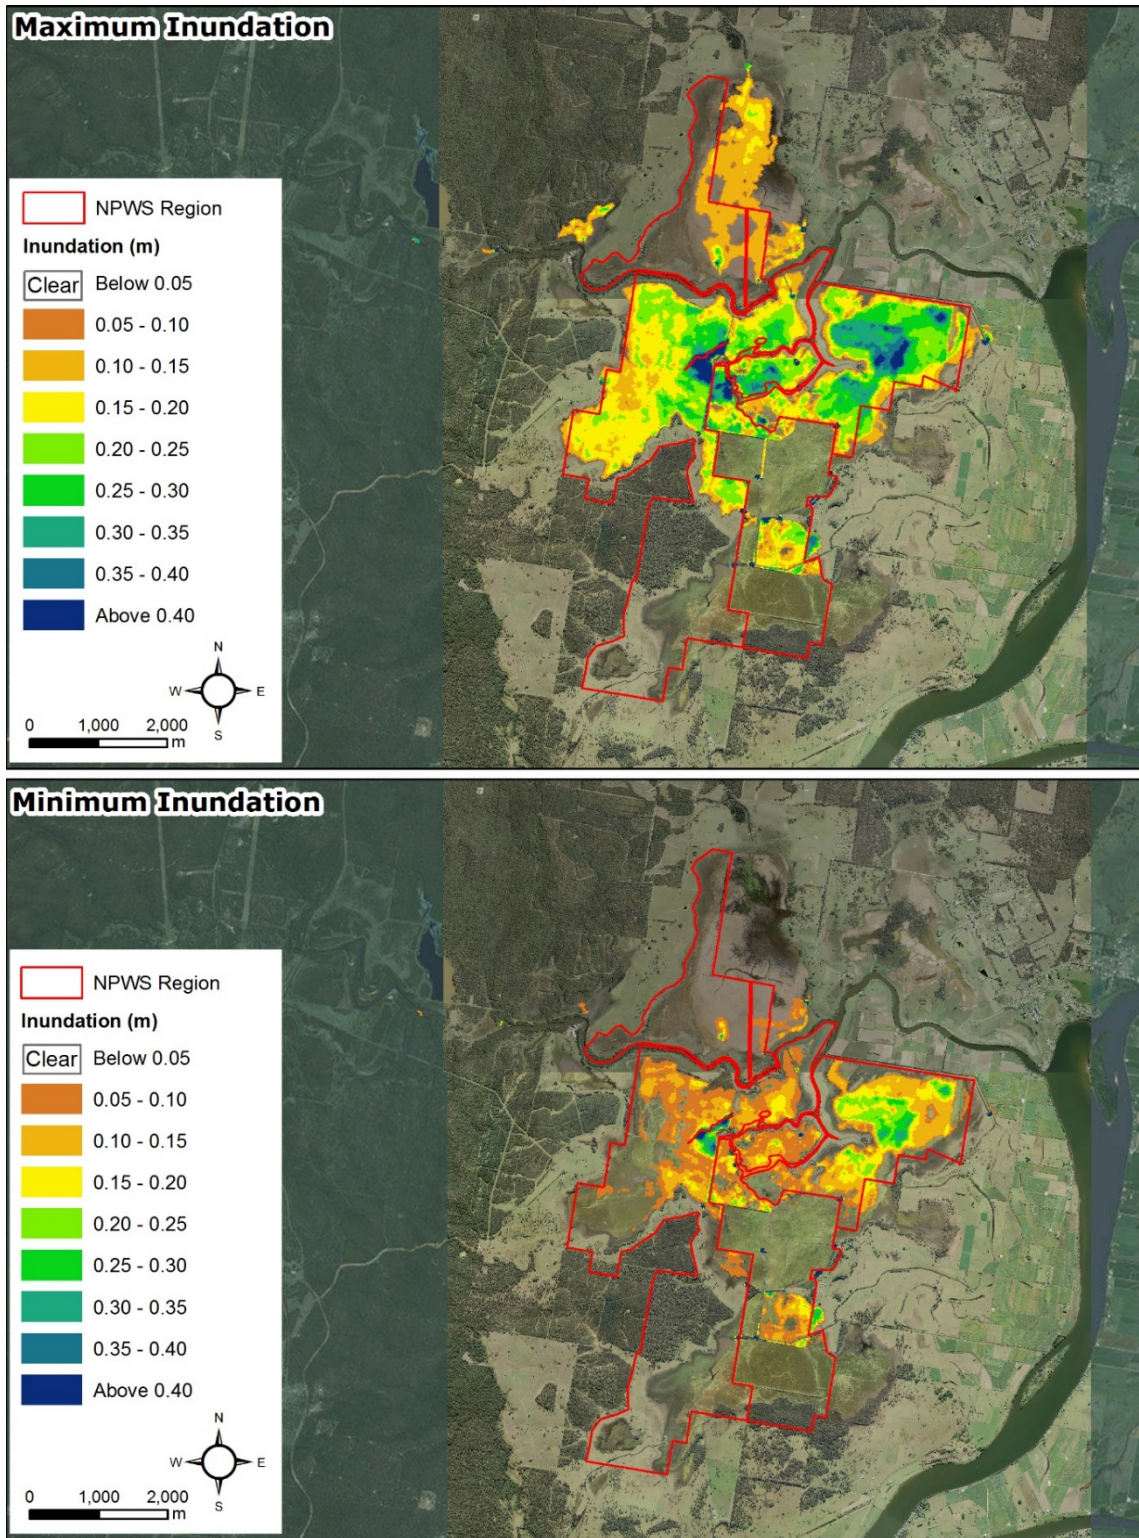 Maximum Inundation
NPWS Region
Inundation (m)
Clear Below 0.05
0.05 - 0.10
0.10 - 0.15
0.15 - 0.20
0.20 - 0.25
0.25 - 0.30
0.30 - 0.35
0.35 - 0.40
Above 0.40
N
W E
S
0 1,000 2,000
m
Minimum Inundation
NPWS Region
Inundation (m)
Clear Below 0.05
0.05 - 0.10
0.10 - 0.15
0.15 - 0.20
0.20 - 0.25
0.25 - 0.30
0.30 - 0.35
0.35 - 0.40
Above 0.40
N
W E
S
0 1,000 2,000
m